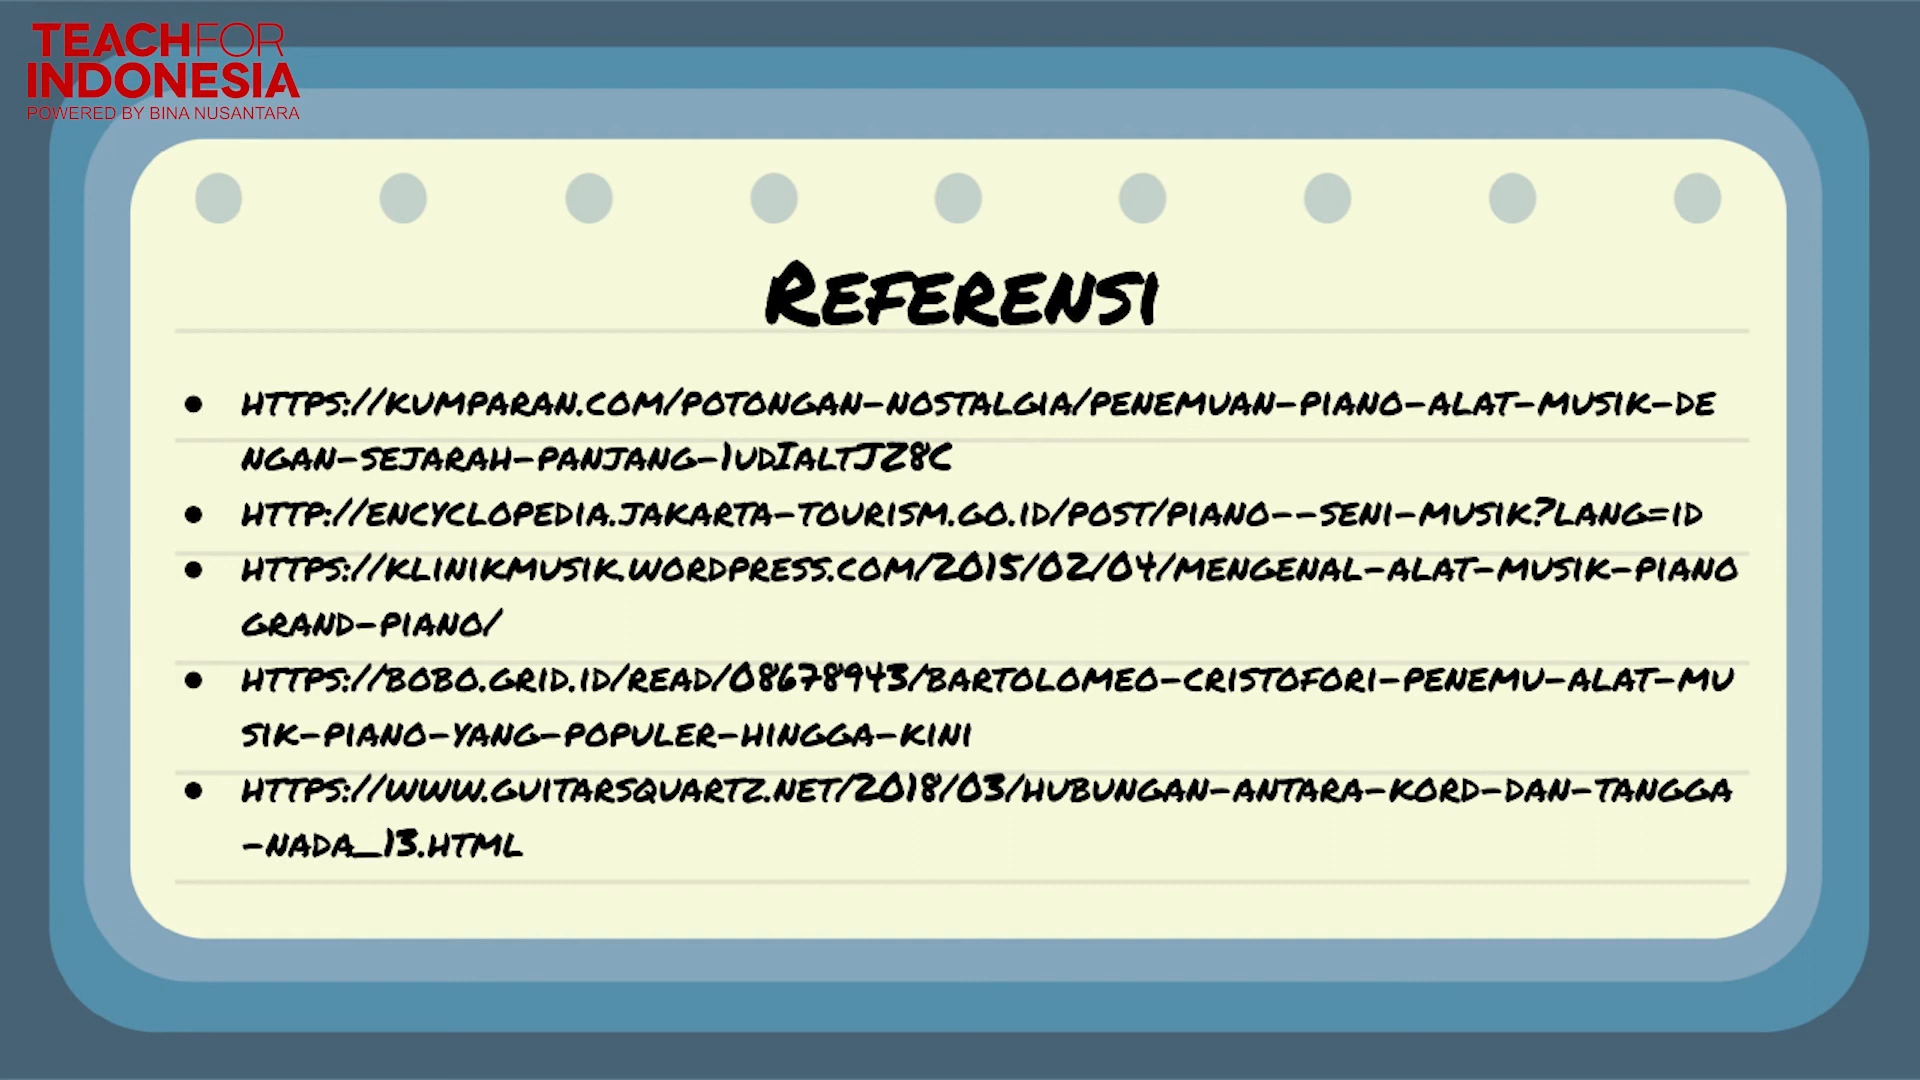 TEACHFOR
INDONESIA
POWERED BY BINA NUSANTARA
Referensi
https://kumparan.com/potongan-nostalgia/penemuan-piano-alat-musik-de
ngan-sejarah-panjang-1udIaltJZ8C
http://encyclopedia.jakarta-tourism.go.id/post/piano--seni-musik?lang=id
https://klinikmusik.wordpress.com/2015/02/04/mengenal-alat-musik-piano
grand-piano/
https://bobo.grid.id/read/08678943/bartolomeo-cristofori-penemu-alat-mu
sik-piano-yang-populer-hingga-kini
https://www.guitarsquartz.net/2018/03/hubungan-antara-kord-dan-tangga
-nada_13.html